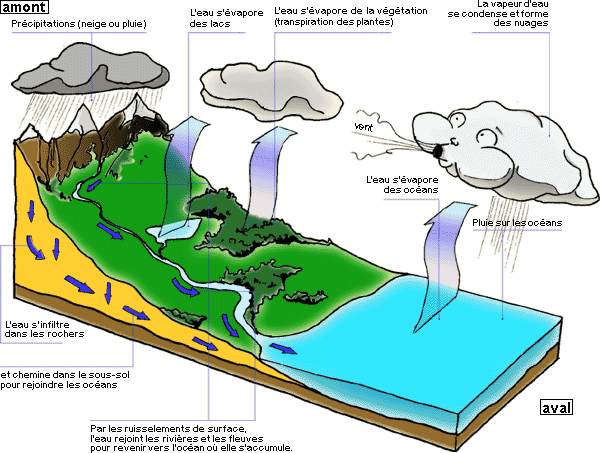 amont
Précipitations (neige ou pluie)
L'eau s'évapore
des lacs
L'eau s'évapore de la végétation
(transpiration des plantes)
La vapeur d'eau
se condense et forme
des nuages
vent
L'eau s'évapore
des océans
Pluie sur les océans
L'eau s'infiltre
dans les rochers
et chemine dans le sous-sol
pour rejoindre les océans
Par les ruisselements de surface,
l'eau rejoint les rivières et les fleuves
pour revenir vers l'océan où elle s'accumule.
aval